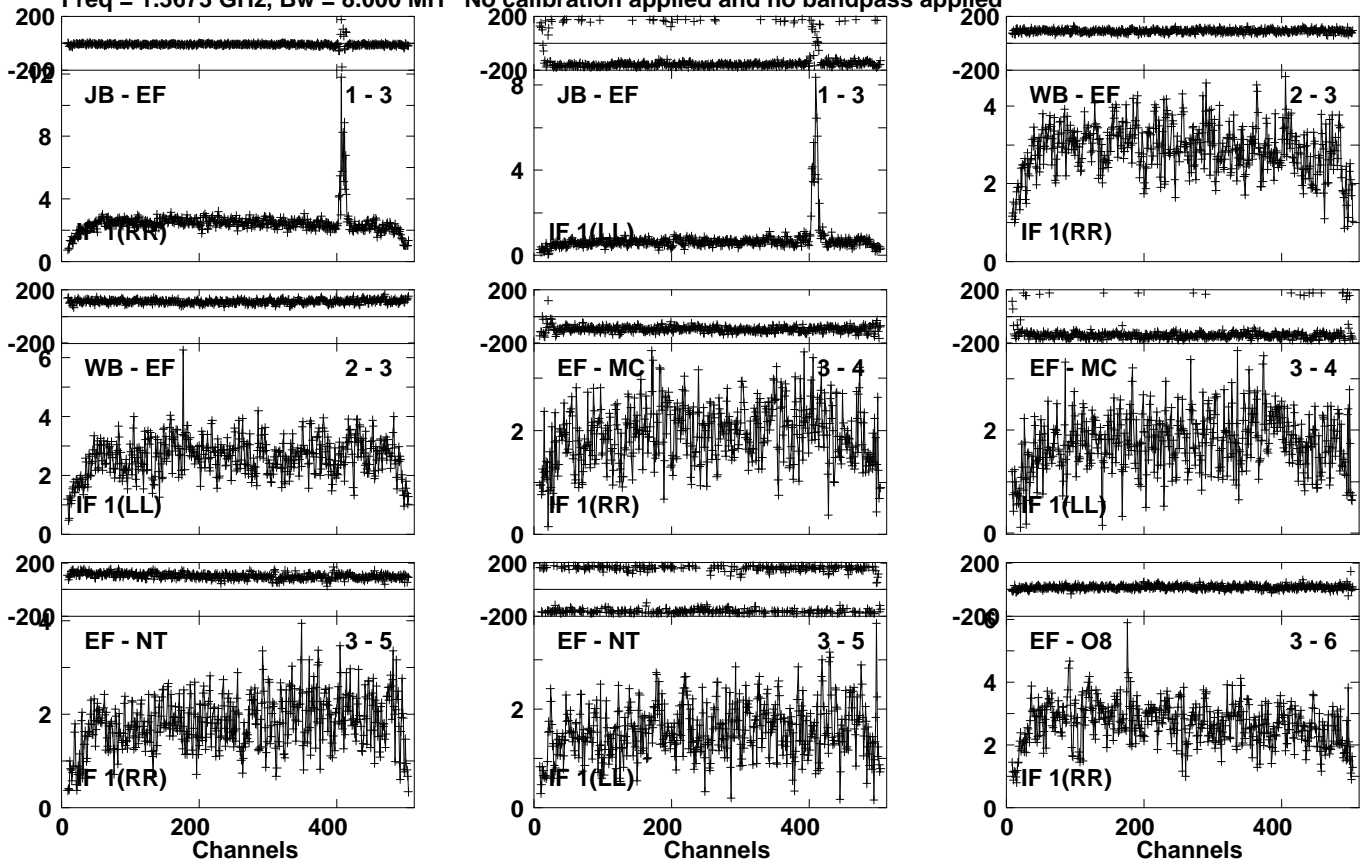 Freq = GHz, Bw = 8.000 MH No calibration applied and no bandpass applied
200
-200
12
8
4
0
JB - EF 1 - 3
IF 1(RR)
200
-200
8
4
0
JB - EF 1 - 3
IF 1(LL)
200
-200
4
2
0
WB - EF 2 - 3
IF 1(RR)
200
-200
6
4
2
0
WB - EF 2 - 3
IF 1(LL)
200
-200
2
0
EF - MC 3 - 4
IF 1(RR)
200
-200
2
0
EF - MC 3 - 4
IF 1(LL)
200
-200
4
2
0
EF - NT 3 - 5
IF 1(RR)
0 200 400
Channels
200
-200
2
0
EF - NT 3 - 5
IF 1(LL)
0 200 400
Channels
200
-200
6
4
2
0
EF - O8 3 - 6
IF 1(RR)
0 200 400
Channels